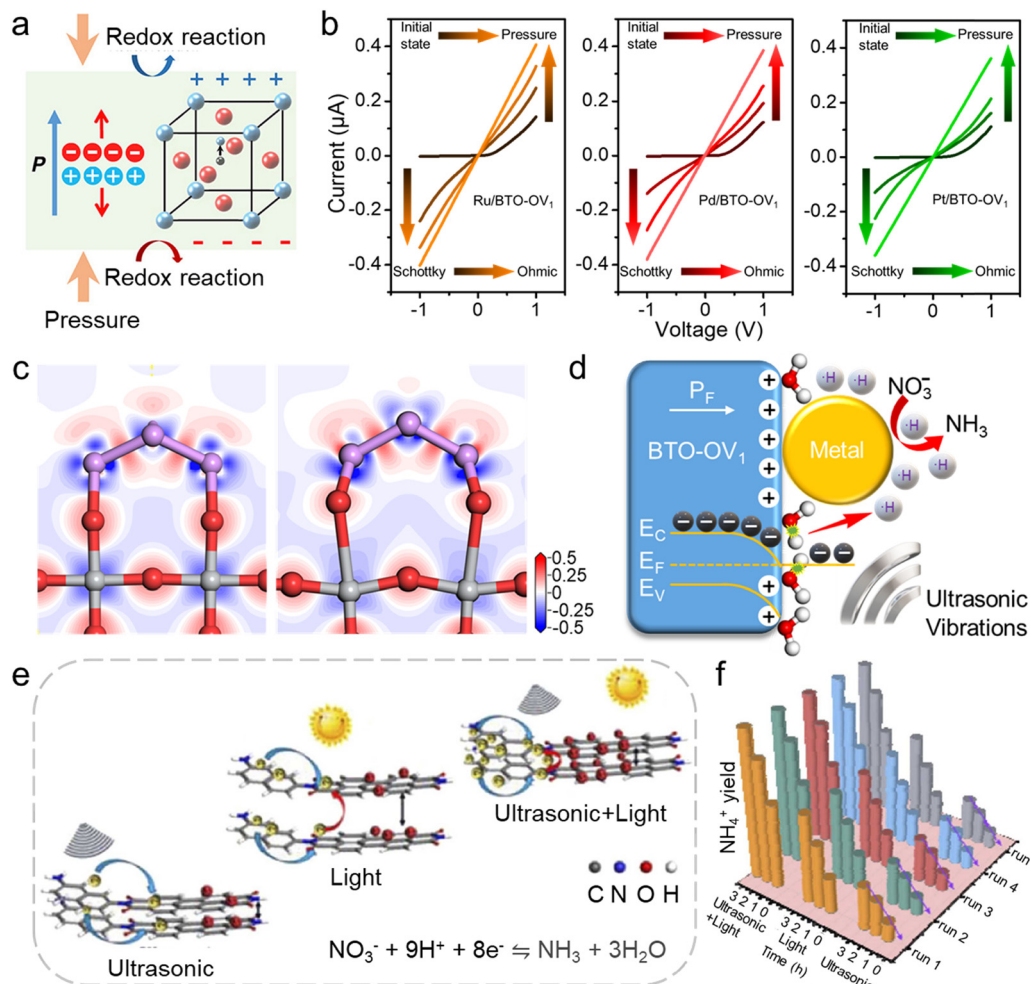 a
Redox reaction
+ + + +
P
− − − −
+ + + +
- - - -
Redox reaction
Pressure
b
Current (µA)
0.4
0.2
0.0
-0.2
-0.4
Initial state
Pressure
Ru/BTO-OV₁
Schottky
Ohmic
-1 0 1
Initial state
Pressure
Pd/BTO-OV₁
Schottky
Ohmic
-1 0 1
Initial state
Pressure
Pt/BTO-OV₁
Schottky
Ohmic
-1 0 1
Voltage (V)
c
0.5
0.25
0
-0.25
-0.5
d
P_F
BTO-OV₁
E_C
E_F
E_V
+
+
+
+
+
+
+
− − − − −
− −
Metal
·H ·H
NO₃⁻
·H
NH₃
·H
·H
·H
Ultrasonic
Vibrations
e
Ultrasonic
Light
Ultrasonic+Light
C N O H
NO₃⁻ + 9H⁺ + 8e⁻ ⇋ NH₃ + 3H₂O
f
NH₄⁺ yield
3 2 1 0
3 2 1 0
3 2 1 0
Ultrasonic
+Light
Light
Ultrasonic
Time (h)
run 1
run 2
run 3
run 4